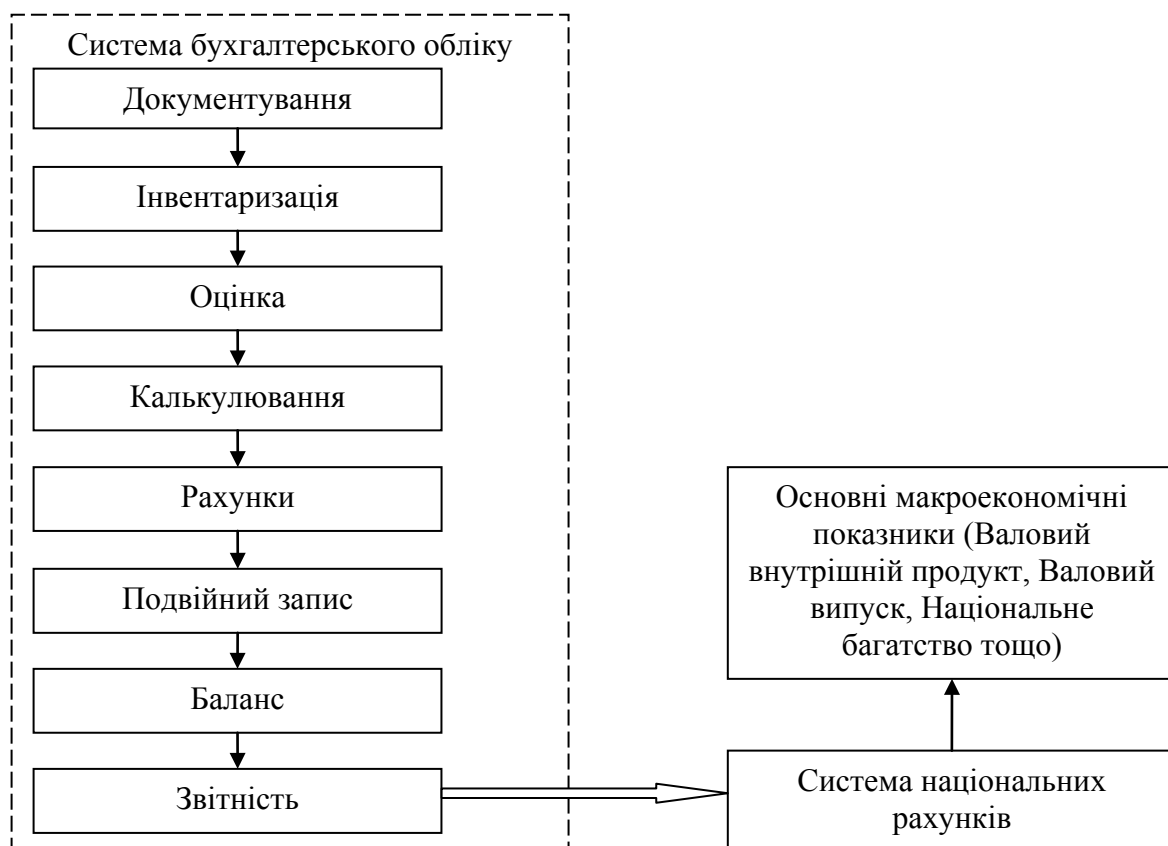 Система бухгалтерського обліку
Документування
Інвентаризація
Оцінка
Калькулювання
Рахунки
Подвійний запис
Баланс
Звітність
Основні макроекономічні
показники (Валовий
внутрішній продукт, Валовий
випуск, Національне
багатство тощо)
Система національних
рахунків